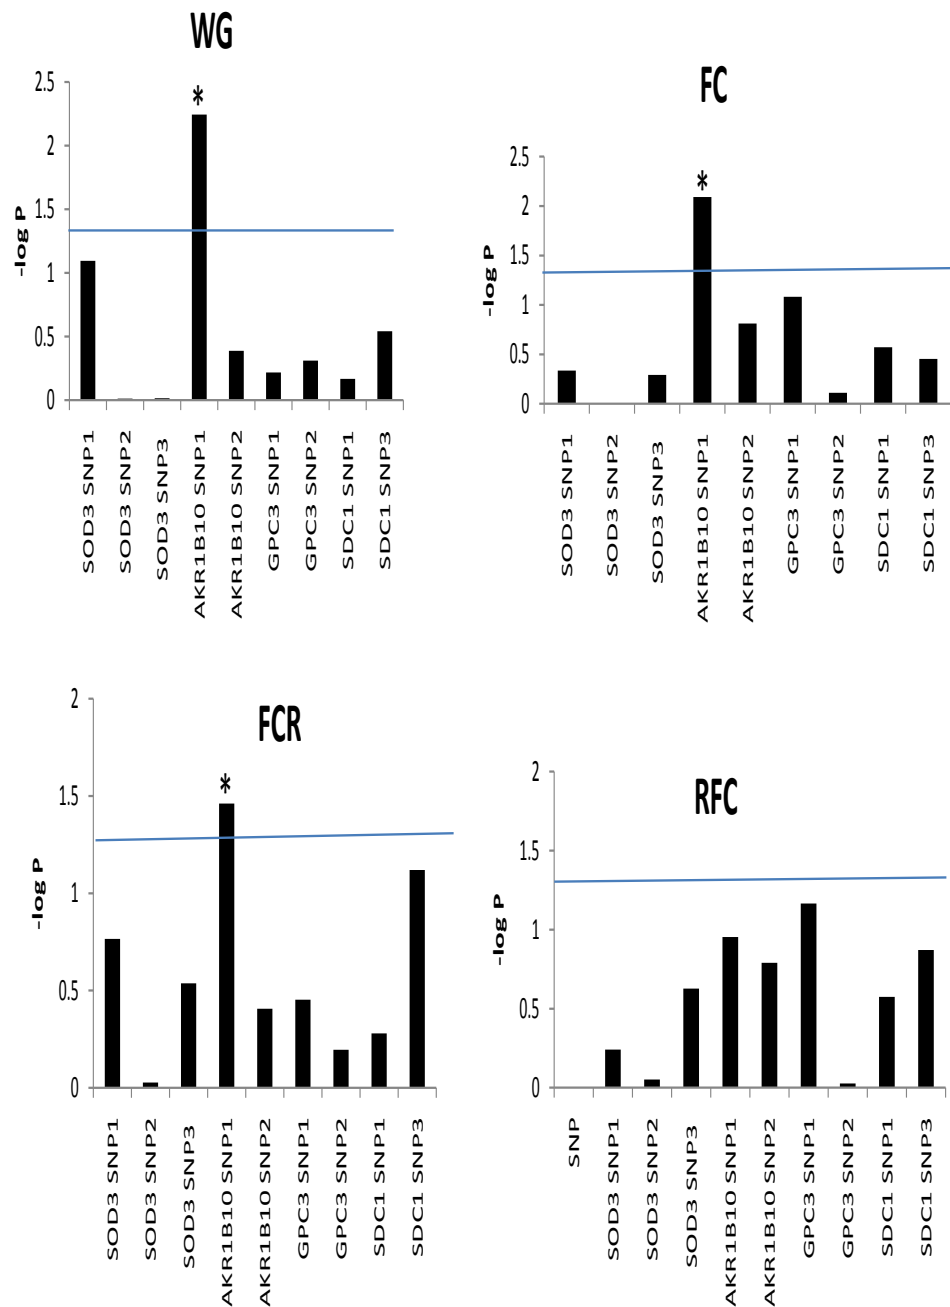 WG
2.5
2
1.5
1
0.5
0
-log P
*
SOD3 SNP1
SOD3 SNP2
SOD3 SNP3
AKR1B10 SNP1
AKR1B10 SNP2
GPC3 SNP1
GPC3 SNP2
SDC1 SNP1
SDC1 SNP3
FC
2.5
2
1.5
1
0.5
0
-log P
*
SOD3 SNP1
SOD3 SNP2
SOD3 SNP3
AKR1B10 SNP1
AKR1B10 SNP2
GPC3 SNP1
GPC3 SNP2
SDC1 SNP1
SDC1 SNP3
FCR
2
1.5
1
0.5
0
-log P
*
SOD3 SNP1
SOD3 SNP2
SOD3 SNP3
AKR1B10 SNP1
AKR1B10 SNP2
GPC3 SNP1
GPC3 SNP2
SDC1 SNP1
SDC1 SNP3
RFC
2
1.5
1
0.5
0
-log P
SNP
SOD3 SNP1
SOD3 SNP2
SOD3 SNP3
AKR1B10 SNP1
AKR1B10 SNP2
GPC3 SNP1
GPC3 SNP2
SDC1 SNP1
SDC1 SNP3